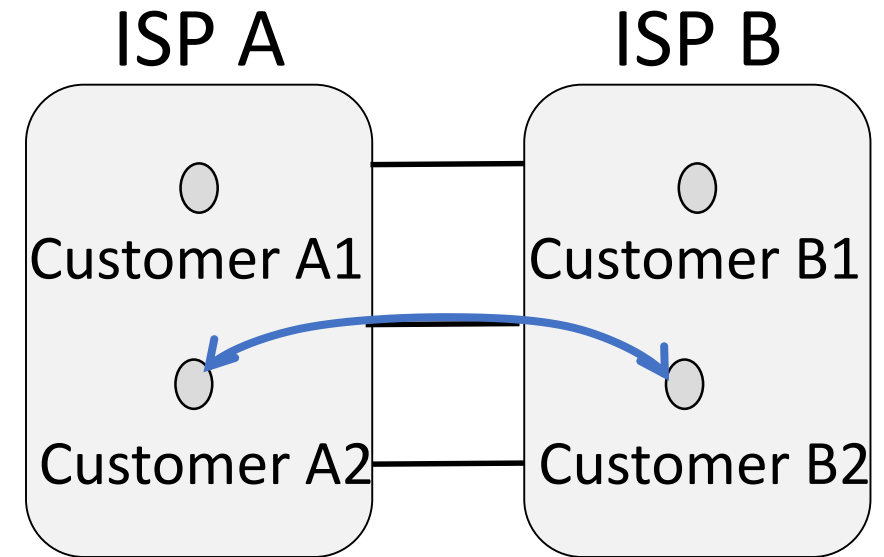 ISP A
ISP B
Customer A1
Customer B1
Customer A2
Customer B2